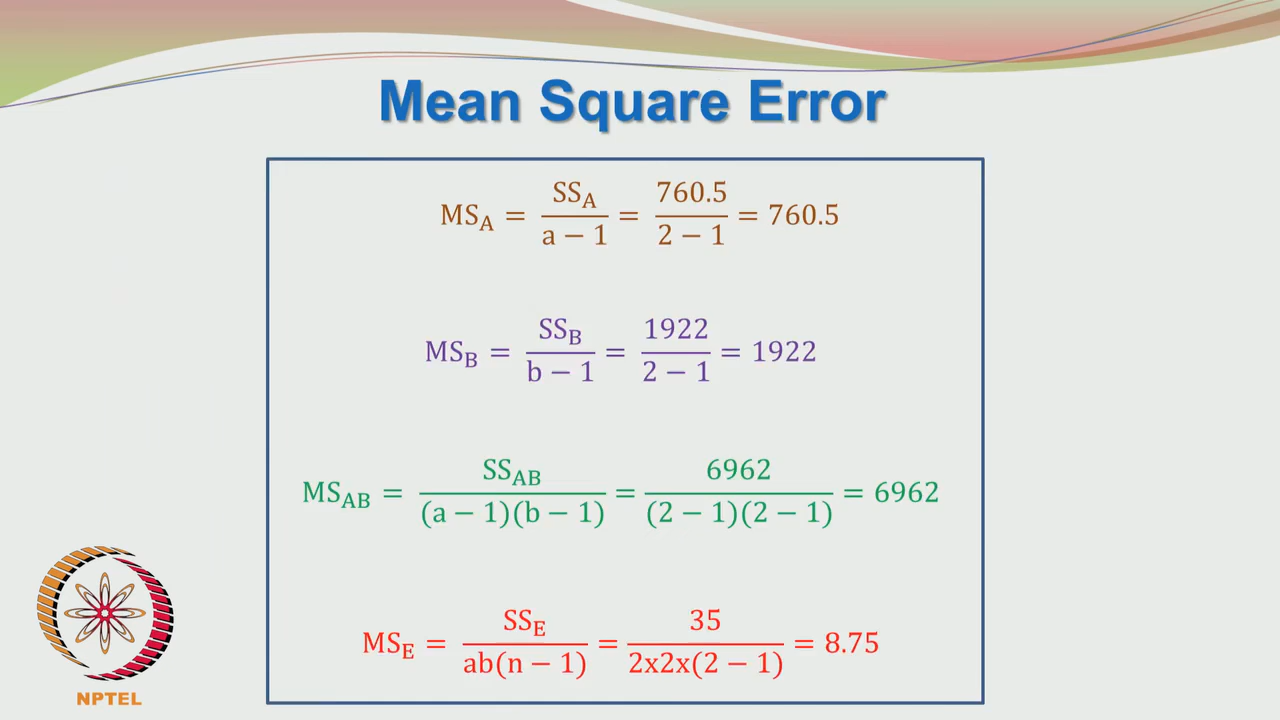 Mean Square Error
MS_A = SS_A / (a − 1) = 760.5 / (2 − 1) = 760.5
MS_B = SS_B / (b − 1) = 1922 / (2 − 1) = 1922
MS_AB = SS_AB / ((a − 1)(b − 1)) = 6962 / ((2 − 1)(2 − 1)) = 6962
MS_E = SS_E / (ab(n − 1)) = 35 / (2x2x(2 − 1)) = 8.75
NPTEL